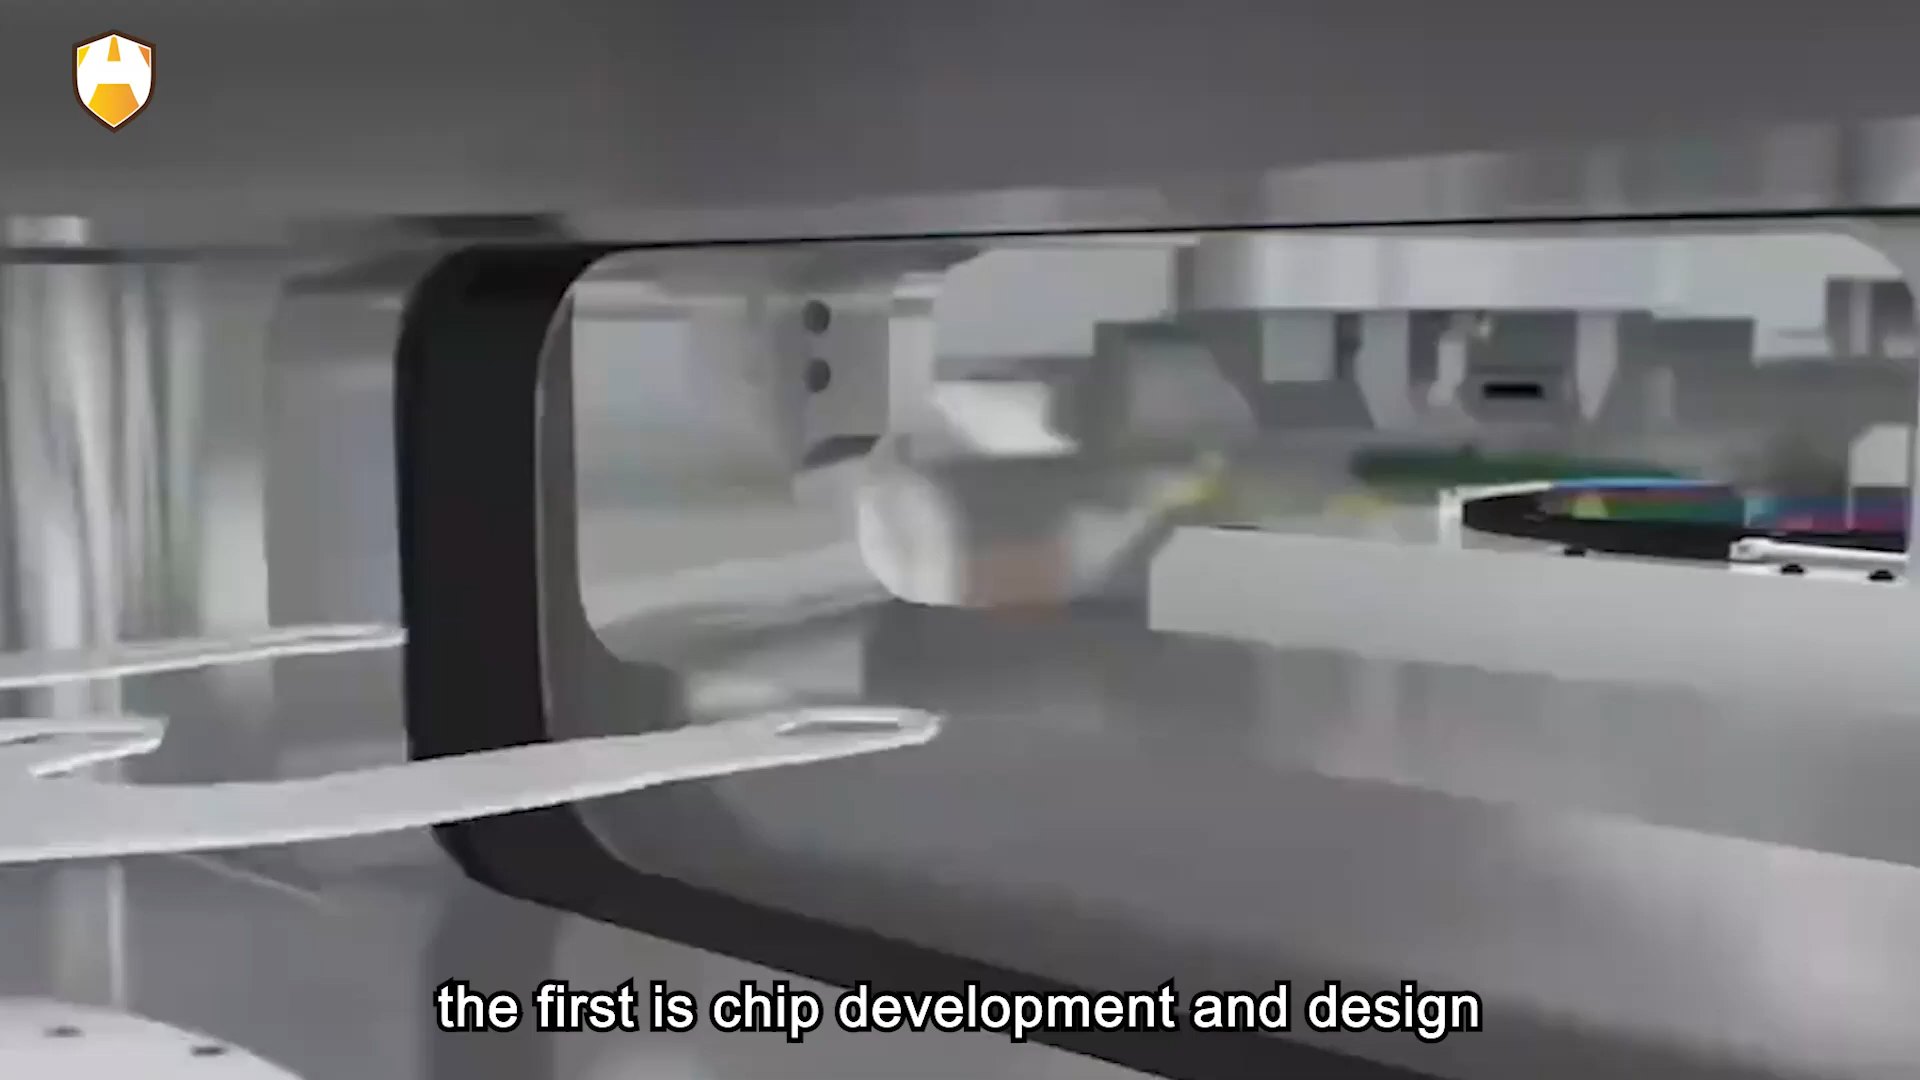 the first is chip development and design